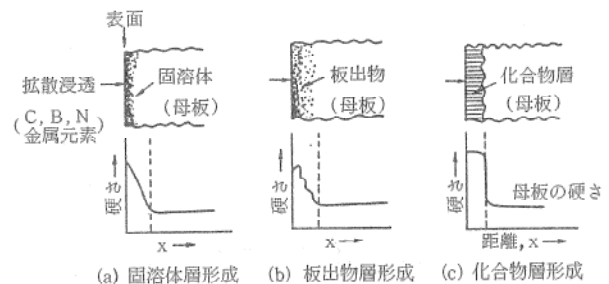 表面
拡散浸透
(C, B, N
金属元素)
固溶体
(母板)
板出物
(母板)
化合物層
(母板)
硬さ
x
硬さ
x
硬さ
母板の硬さ
距離, x
(a) 固溶体層形成
(b) 板出物層形成
(c) 化合物層形成